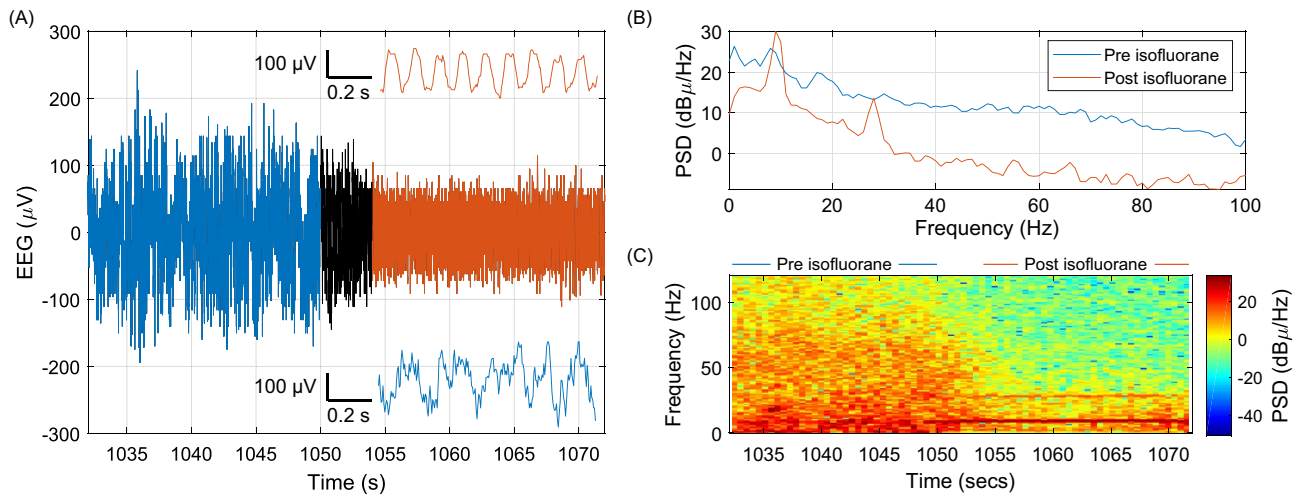 (A)
300
200
100
0
-100
-200
-300
EEG (μV)
1035 1040 1045 1050 1055 1060 1065 1070
Time (s)
100 μV
0.2 s
100 μV
0.2 s
(B)
30
20
10
0
PSD (dBμ/Hz)
0 20 40 60 80 100
Frequency (Hz)
Pre isofluorane
Post isofluorane
(C)
Pre isofluorane Post isofluorane
100
50
0
Frequency (Hz)
1035 1040 1045 1050 1055 1060 1065 1070
Time (secs)
20
0
-20
-40
PSD (dBμ/Hz)